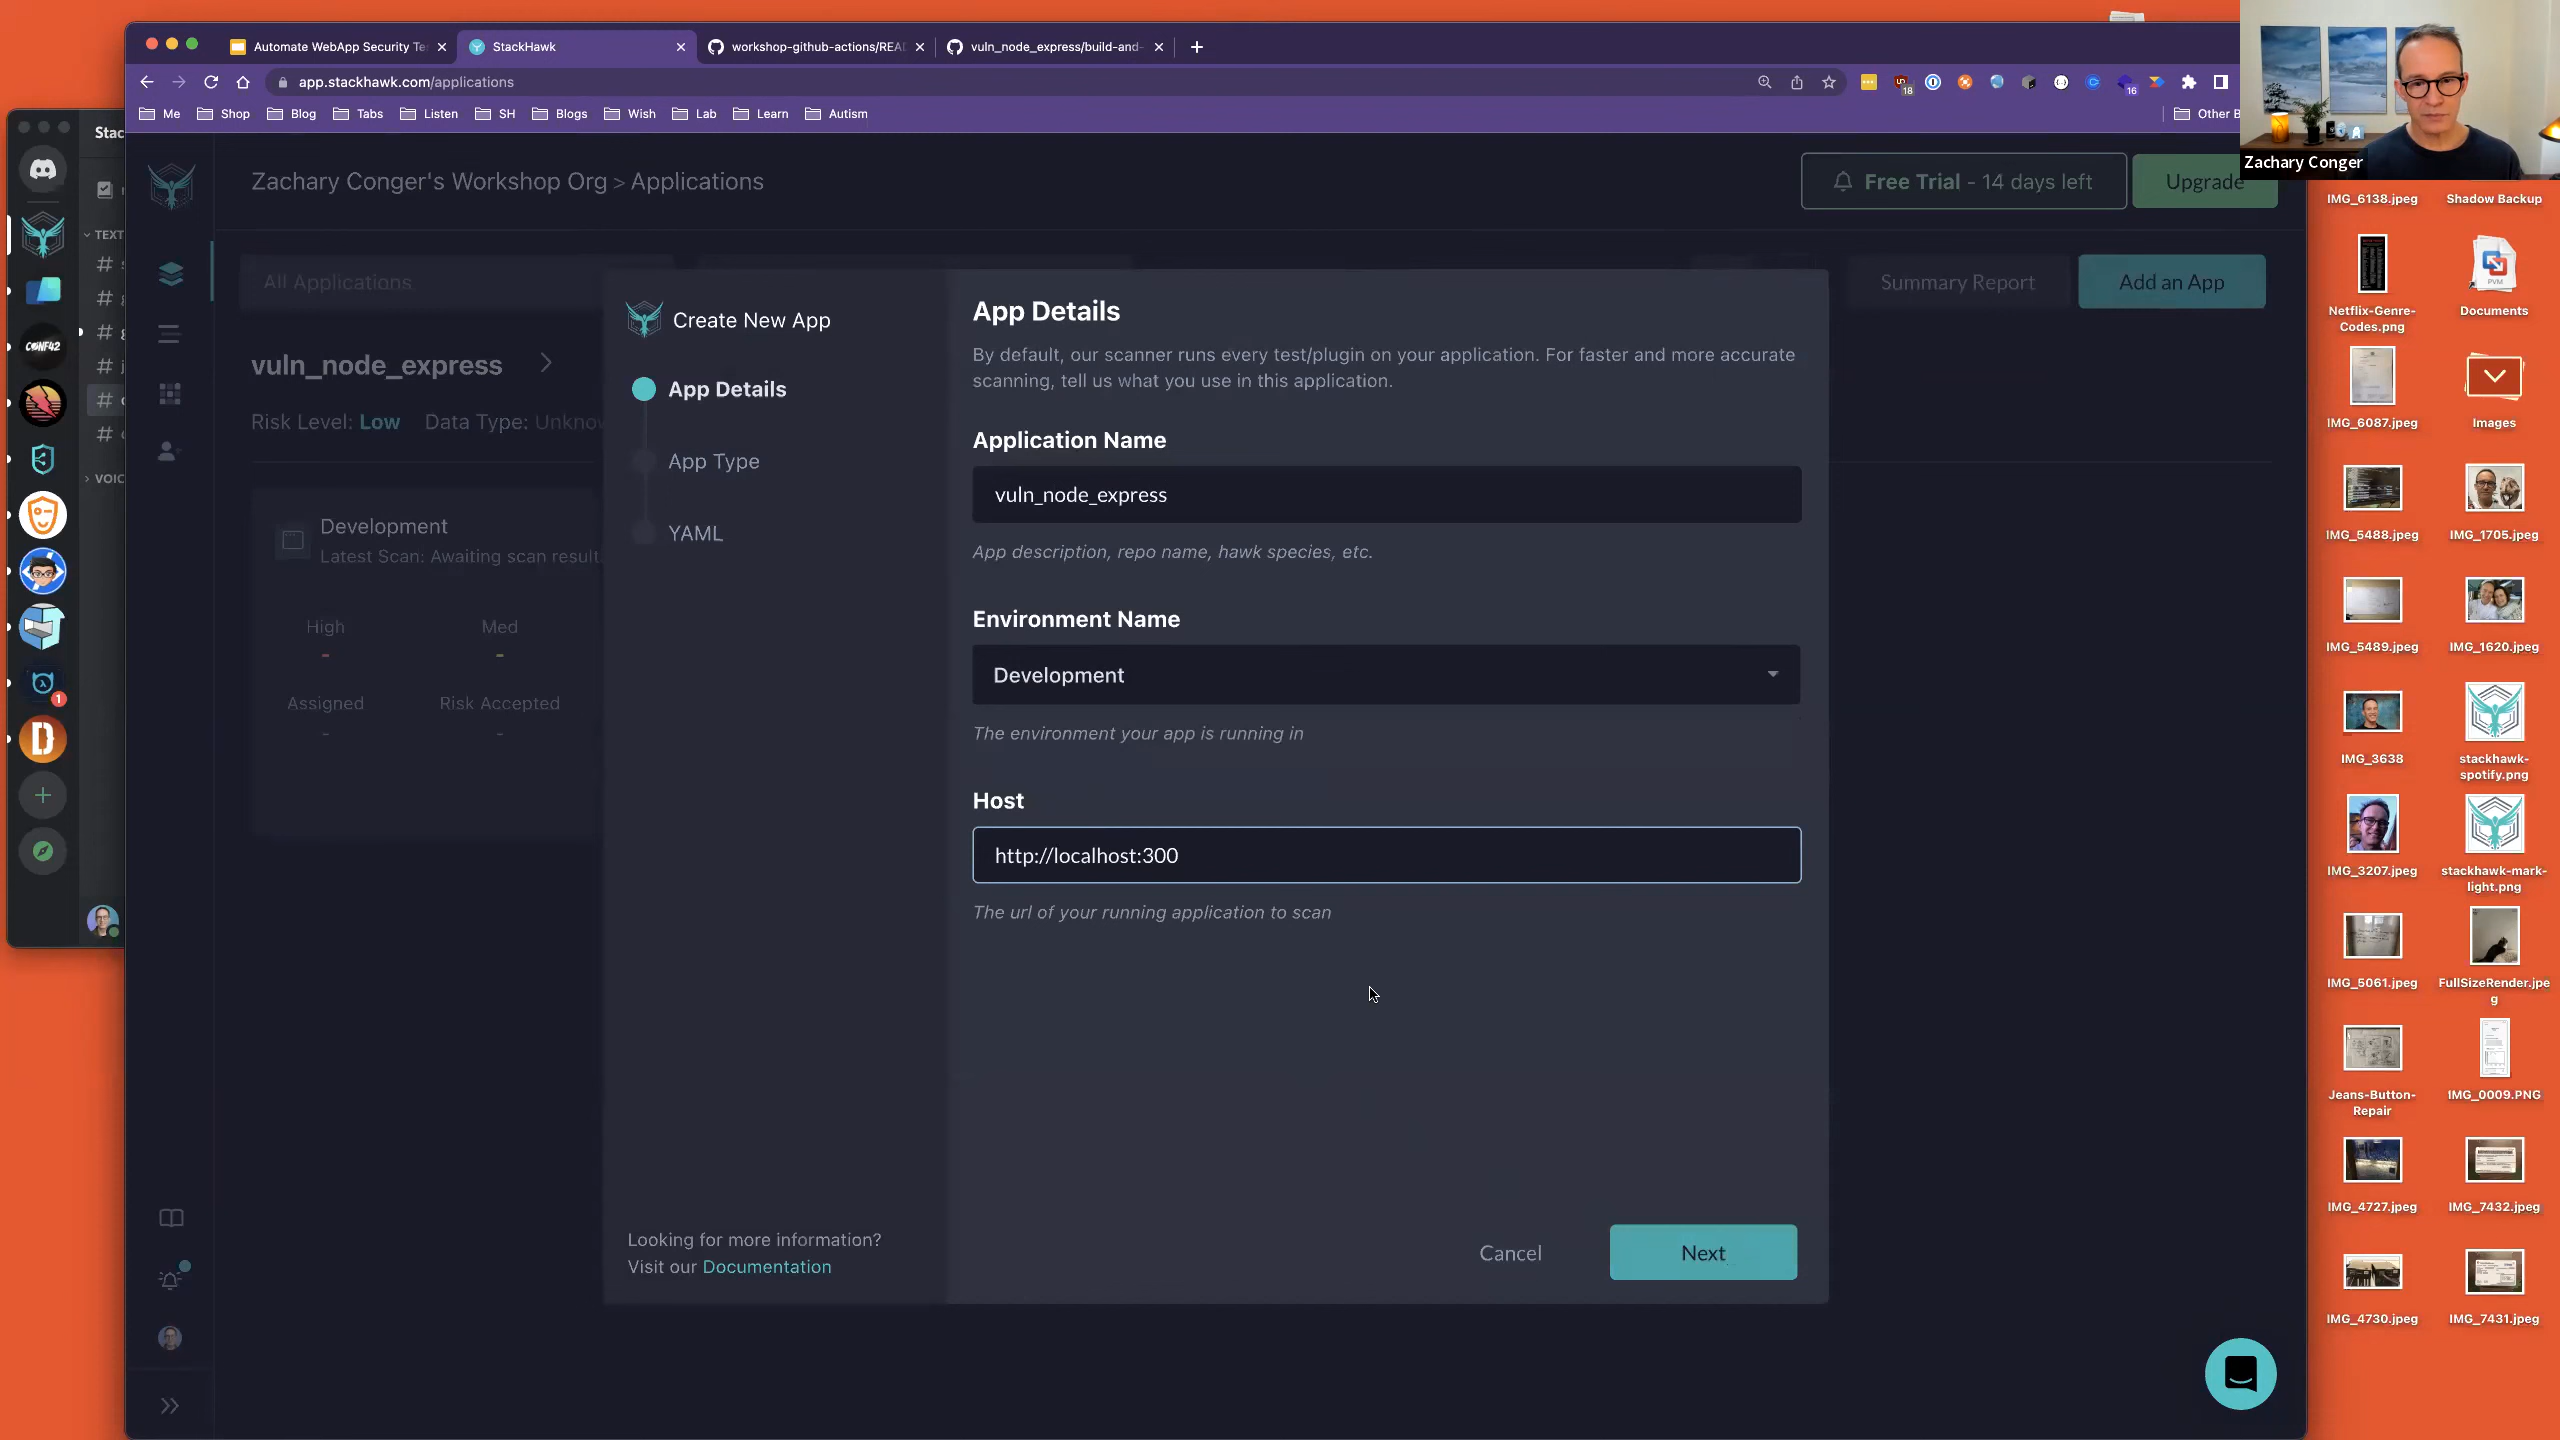 Automate WebApp Security Te
StackHawk
workshop-github-actions/REA
vuln_node_express/build-and-
app.stackhawk.com/applications
18
16
Me
Shop
Blog
Tabs
Listen
SH
Blogs
Wish
Lab
Learn
Autism
Other B
Zachary Conger
Stac
TEXT
VOIC
CONF42
1
Zachary Conger's Workshop Org > Applications
Free Trial - 14 days left
Upgrade
All Applications
Summary Report
Add an App
vuln_node_express
Risk Level: Low
Data Type: Unknow
Development
Latest Scan: Awaiting scan result
High
Med
Assigned
Risk Accepted
Create New App
App Details
App Type
YAML
Looking for more information?
Visit our Documentation
App Details
By default, our scanner runs every test/plugin on your application. For faster and more accurate
scanning, tell us what you use in this application.
Application Name
vuln_node_express
App description, repo name, hawk species, etc.
Environment Name
Development
The environment your app is running in
Host
http://localhost:300
The url of your running application to scan
Cancel
Next
IMG_6138.jpeg
Shadow Backup
Netflix-Genre-
Codes.png
PVM
Documents
IMG_6087.jpeg
Images
IMG_5488.jpeg
IMG_1705.jpeg
IMG_5489.jpeg
IMG_1620.jpeg
IMG_3638
stackhawk-
spotify.png
IMG_3207.jpeg
stackhawk-mark-
light.png
IMG_5061.jpeg
FullSizeRender.jpe
g
Jeans-Button-
Repair
IMG_0009.PNG
IMG_4727.jpeg
IMG_7432.jpeg
IMG_4730.jpeg
IMG_7431.jpeg